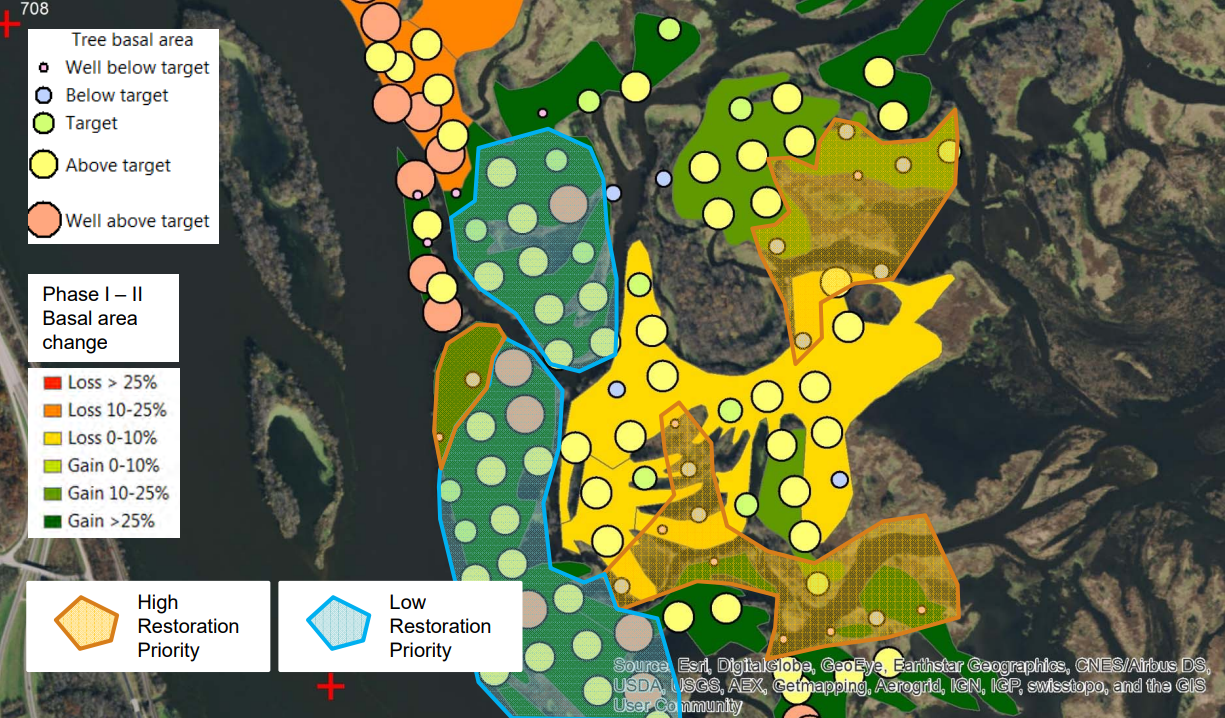 708
Tree basal area
Well below target
Below target
Target
Above target
Well above target
Phase I – II
Basal area
change
Loss > 25%
Loss 10-25%
Loss 0-10%
Gain 0-10%
Gain 10-25%
Gain >25%
High
Restoration
Priority
Low
Restoration
Priority
Source: Esri, DigitalGlobe, GeoEye, Earthstar Geographics, CNES/Airbus DS,
USDA, USGS, AEX, Getmapping, Aerogrid, IGN, IGP, swisstopo, and the GIS
User Community